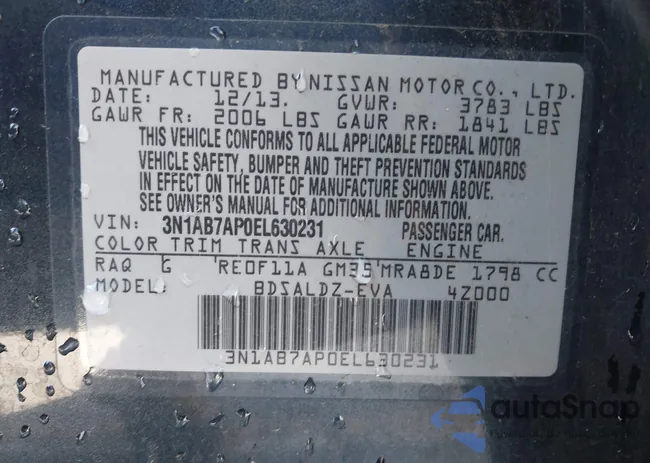 MANUFACTURED BY NISSAN MOTOR CO., LTD.
DATE: 12/13. GVWR: 3783 LBS
GAWR FR: 2006 LBS GAWR RR: 1841 LBS
THIS VEHICLE CONFORMS TO ALL APPLICABLE FEDERAL MOTOR
VEHICLE SAFETY, BUMPER AND THEFT PREVENTION STANDARDS
IN EFFECT ON THE DATE OF MANUFACTURE SHOWN ABOVE.
SEE OWNER'S MANUAL FOR ADDITIONAL INFORMATION.
VIN: 3N1AB7AP0EL630231 PASSENGER CAR.
COLOR TRIM TRANS AXLE ENGINE
RAQ G RE0F11A GM33 MRA8DE 1798 CC
MODEL: BDSALDZ-EVA 4Z000
3N1AB7AP0EL630231
autoSnap